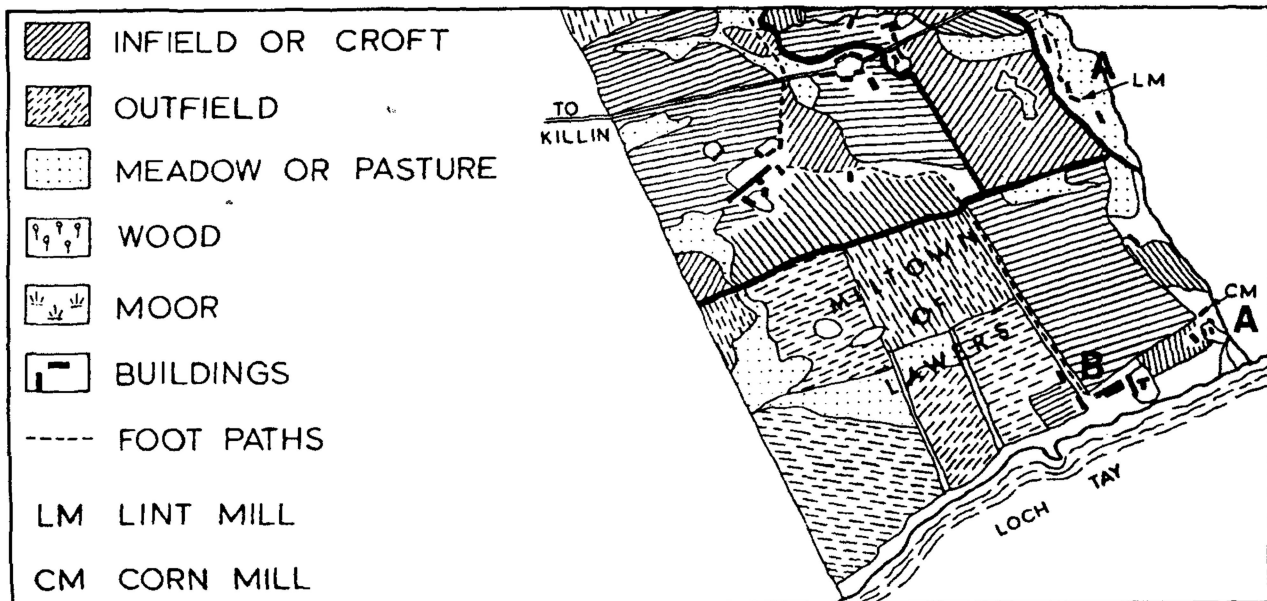 INFIELD OR CROFT
OUTFIELD
MEADOW OR PASTURE
WOOD
MOOR
BUILDINGS
FOOT PATHS
LM LINT MILL
CM CORN MILL
TO
KILLIN
A
LM
MILTOWN
OF
LAWERS
CM
A
B
LOCH TAY